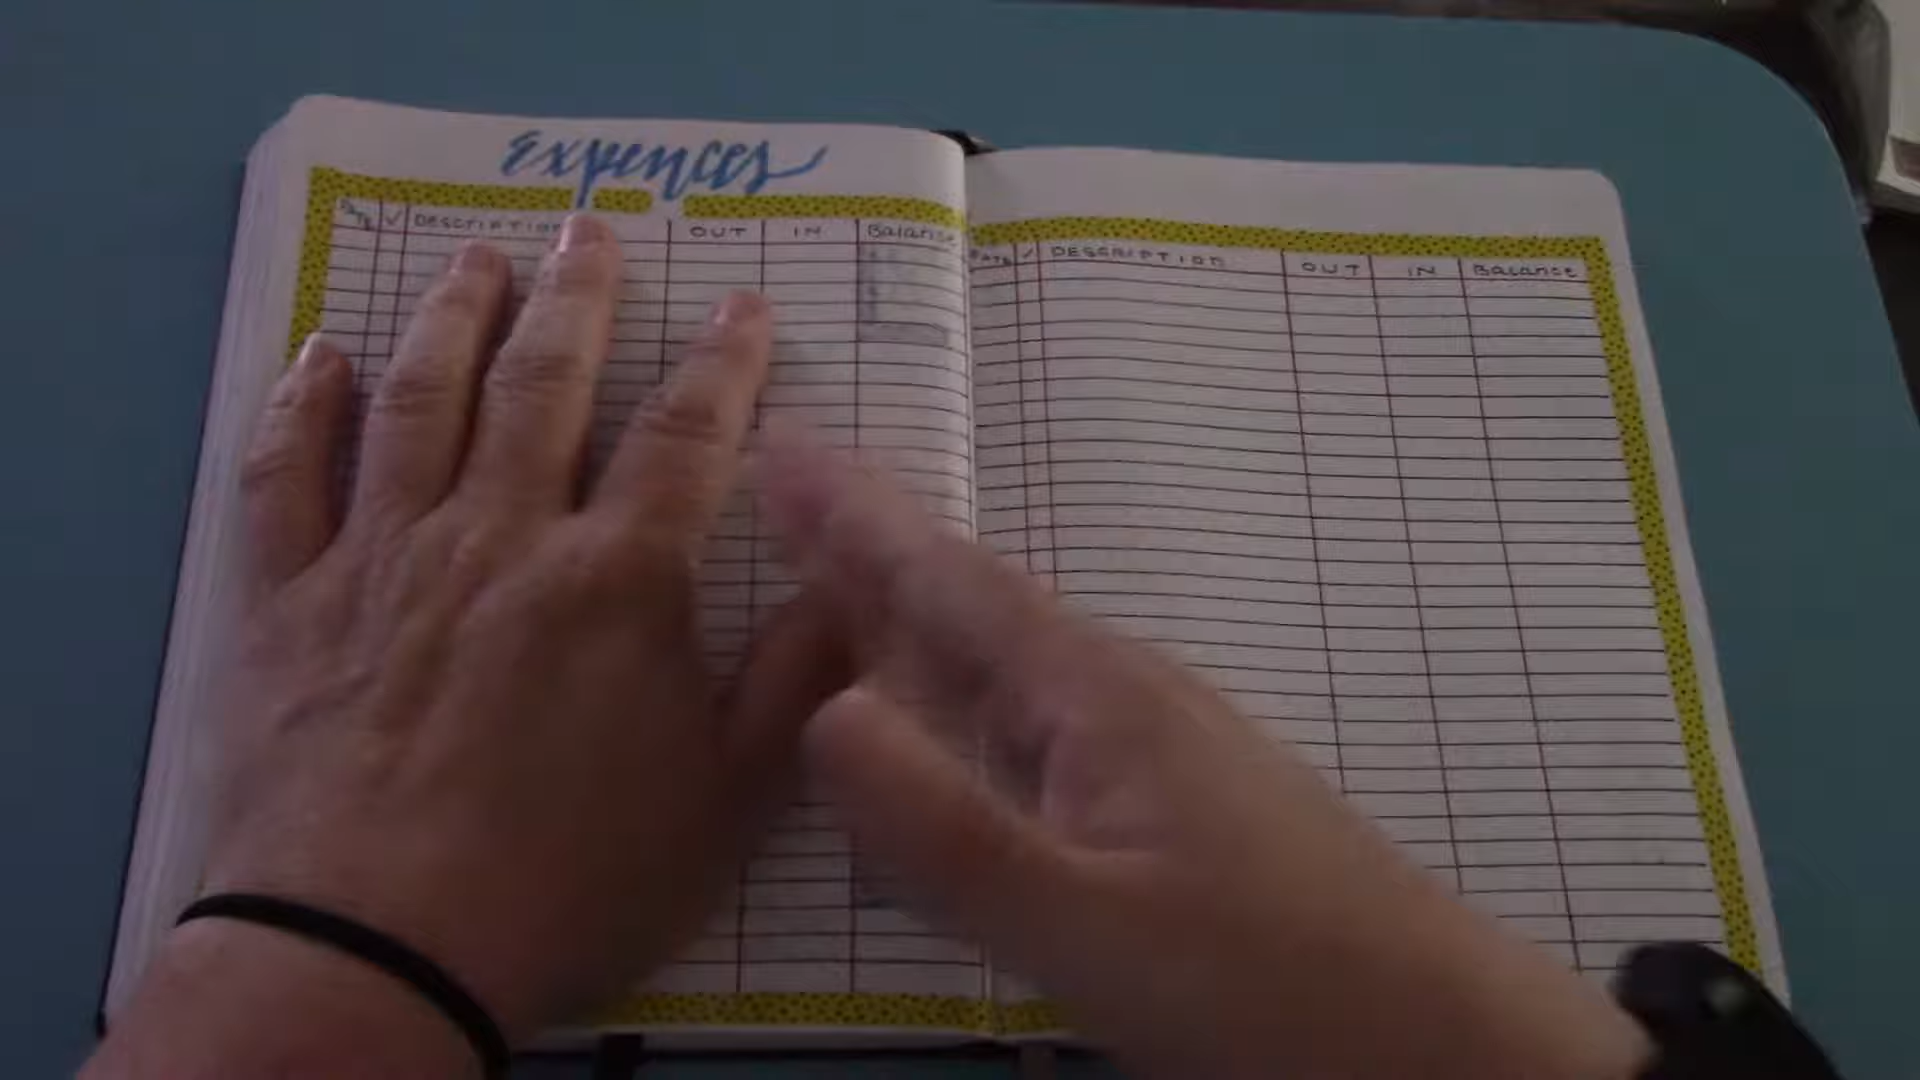 Expences
DATE ✓ DESCRIPTION OUT IN Balance
DATE ✓ DESCRIPTION OUT IN Balance